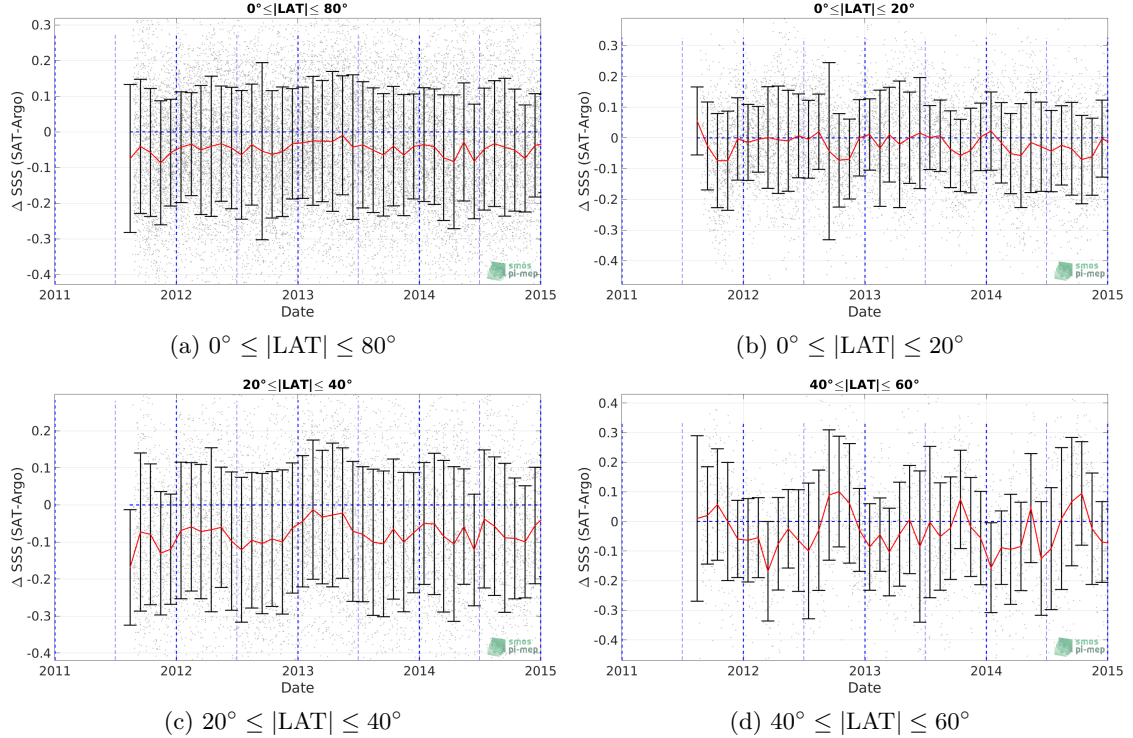 0°≤|LAT|≤ 80°
Δ SSS (SAT-Argo)
0.3
0.2
0.1
0
-0.1
-0.2
-0.3
-0.4
2011 2012 2013 2014 2015
Date
smos
pi-mep
(a) 0° ≤ |LAT| ≤ 80°
0°≤|LAT|≤ 20°
Δ SSS (SAT-Argo)
0.3
0.2
0.1
0
-0.1
-0.2
-0.3
-0.4
2011 2012 2013 2014 2015
Date
smos
pi-mep
(b) 0° ≤ |LAT| ≤ 20°
20°≤|LAT|≤ 40°
Δ SSS (SAT-Argo)
0.2
0.1
0
-0.1
-0.2
-0.3
-0.4
2011 2012 2013 2014 2015
Date
smos
pi-mep
(c) 20° ≤ |LAT| ≤ 40°
40°≤|LAT|≤ 60°
Δ SSS (SAT-Argo)
0.4
0.3
0.2
0.1
0
-0.1
-0.2
-0.3
-0.4
2011 2012 2013 2014 2015
Date
smos
pi-mep
(d) 40° ≤ |LAT| ≤ 60°